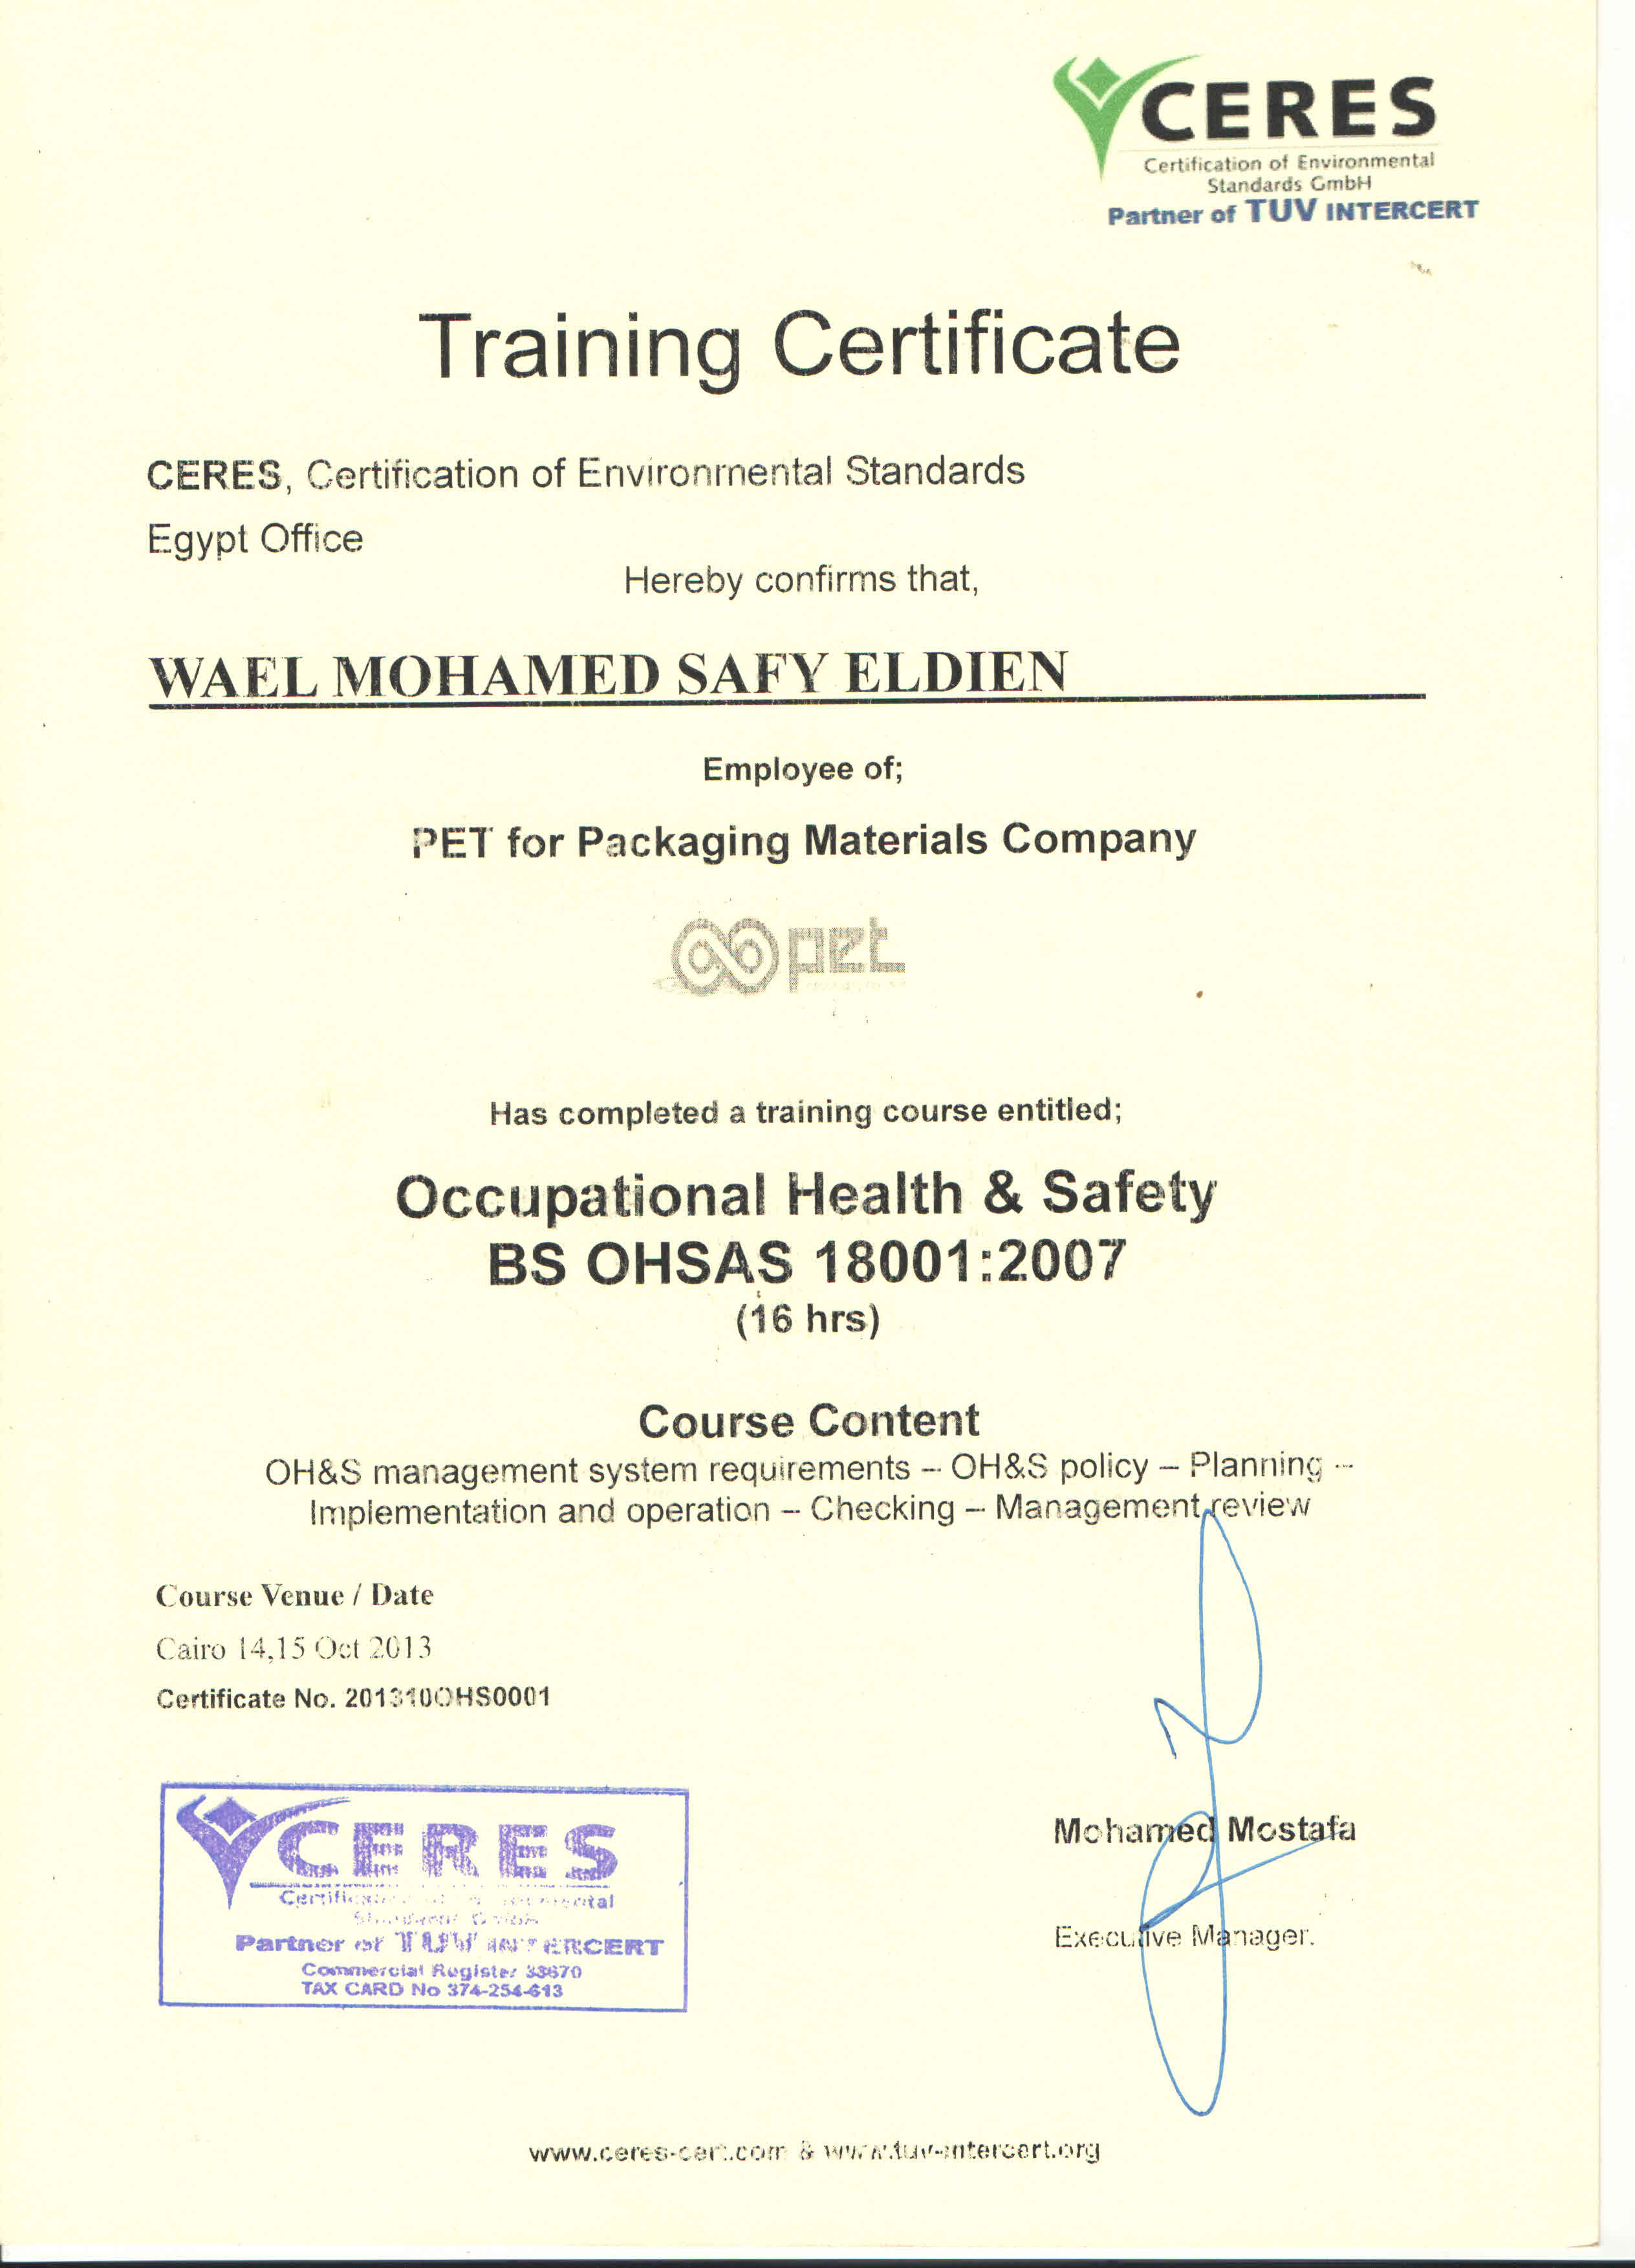 CERES
Certification of Environmental
Standards GmbH
Partner of TUV INTERCERT
Training Certificate
CERES, Certification of Environmental Standards
Egypt Office
Hereby confirms that,
WAEL MOHAMED SAFY ELDIEN
Employee of;
PET for Packaging Materials Company
pet
Has completed a training course entitled;
Occupational Health & Safety
BS OHSAS 18001:2007
(16 hrs)
Course Content
OH&S management system requirements – OH&S policy – Planning –
Implementation and operation – Checking – Management review
Course Venue / Date
Cairo 14,15 Oct 2013
Certificate No. 201310OHS0001
CERES
Partner of TUV INTERCERT
Commercial Register 33670
TAX CARD No 374-254-613
Mohamed Mostafa
Executive Manager.
www.ceres-cert.com & www.tuv-intercert.org